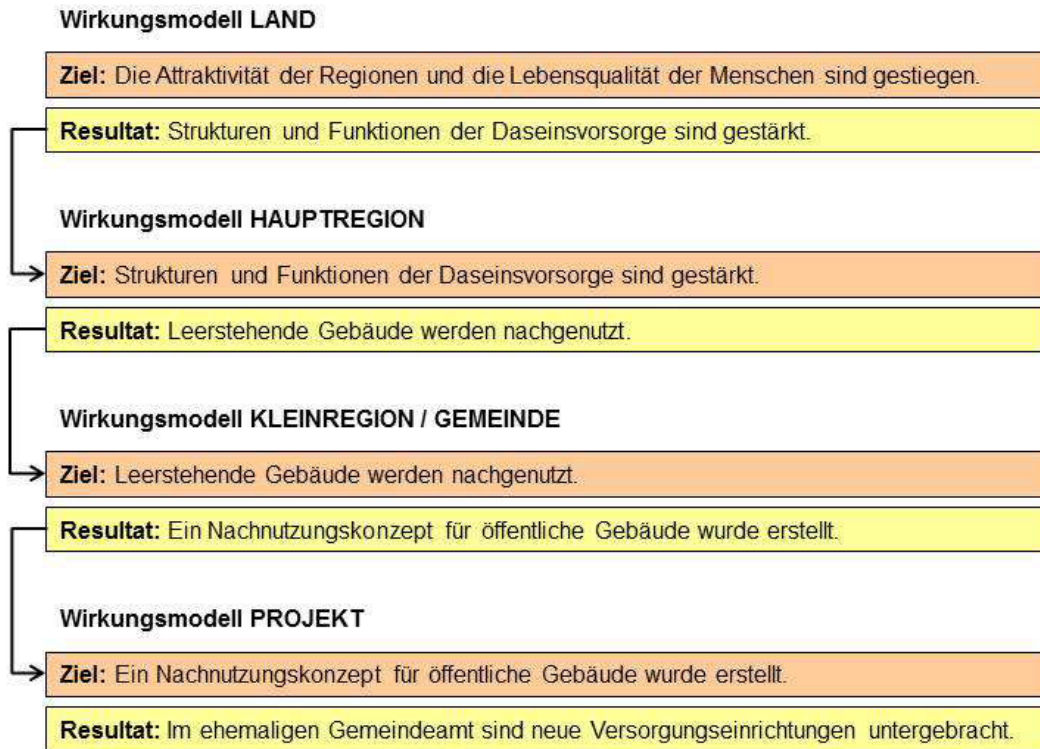 Wirkungsmodell LAND
Ziel: Die Attraktivität der Regionen und die Lebensqualität der Menschen sind gestiegen.
Resultat: Strukturen und Funktionen der Daseinsvorsorge sind gestärkt.
Wirkungsmodell HAUPTREGION
Ziel: Strukturen und Funktionen der Daseinsvorsorge sind gestärkt.
Resultat: Leerstehende Gebäude werden nachgenutzt.
Wirkungsmodell KLEINREGION / GEMEINDE
Ziel: Leerstehende Gebäude werden nachgenutzt.
Resultat: Ein Nachnutzungskonzept für öffentliche Gebäude wurde erstellt.
Wirkungsmodell PROJEKT
Ziel: Ein Nachnutzungskonzept für öffentliche Gebäude wurde erstellt.
Resultat: Im ehemaligen Gemeindeamt sind neue Versorgungseinrichtungen untergebracht.